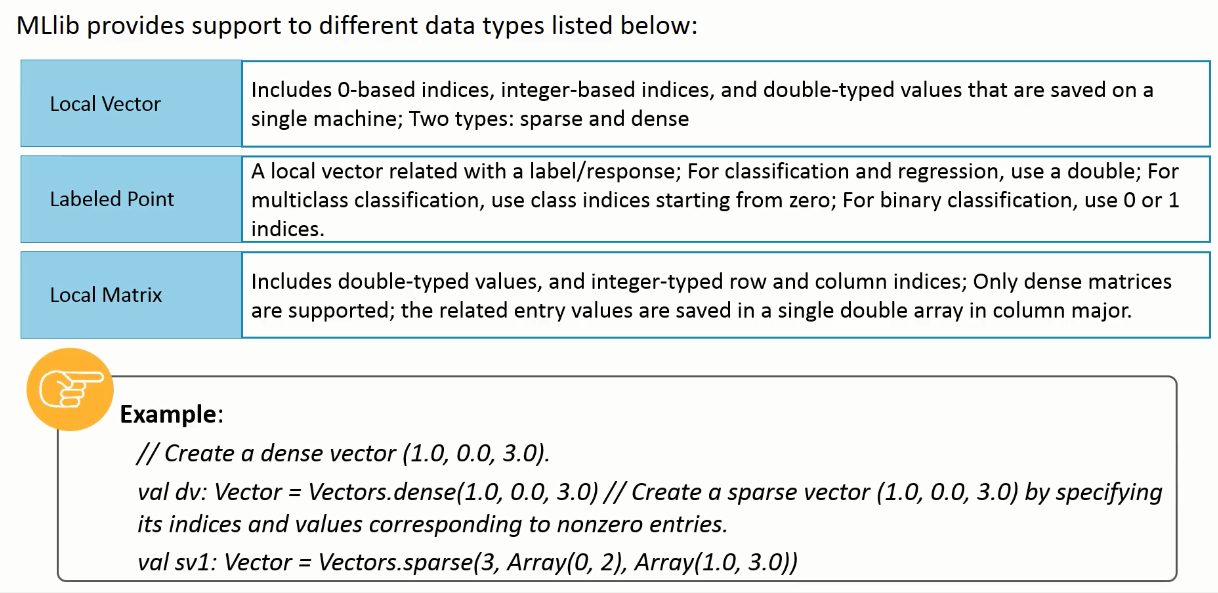 MLlib provides support to different data types listed below:
Local Vector
Includes 0-based indices, integer-based indices, and double-typed values that are saved on a
single machine; Two types: sparse and dense
Labeled Point
A local vector related with a label/response; For classification and regression, use a double; For
multiclass classification, use class indices starting from zero; For binary classification, use 0 or 1
indices.
Local Matrix
Includes double-typed values, and integer-typed row and column indices; Only dense matrices
are supported; the related entry values are saved in a single double array in column major.
Example:
// Create a dense vector (1.0, 0.0, 3.0).
val dv: Vector = Vectors.dense(1.0, 0.0, 3.0) // Create a sparse vector (1.0, 0.0, 3.0) by specifying
its indices and values corresponding to nonzero entries.
val sv1: Vector = Vectors.sparse(3, Array(0, 2), Array(1.0, 3.0))